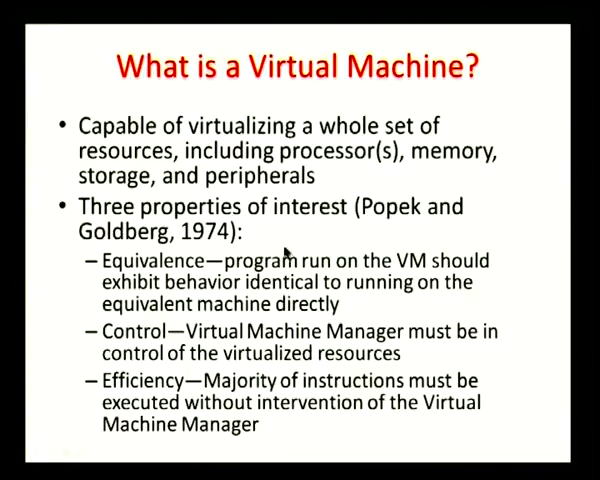 What is a Virtual Machine?
• Capable of virtualizing a whole set of
resources, including processor(s), memory,
storage, and peripherals
• Three properties of interest (Popek and
Goldberg, 1974):
– Equivalence—program run on the VM should
exhibit behavior identical to running on the
equivalent machine directly
– Control—Virtual Machine Manager must be in
control of the virtualized resources
– Efficiency—Majority of instructions must be
executed without intervention of the Virtual
Machine Manager